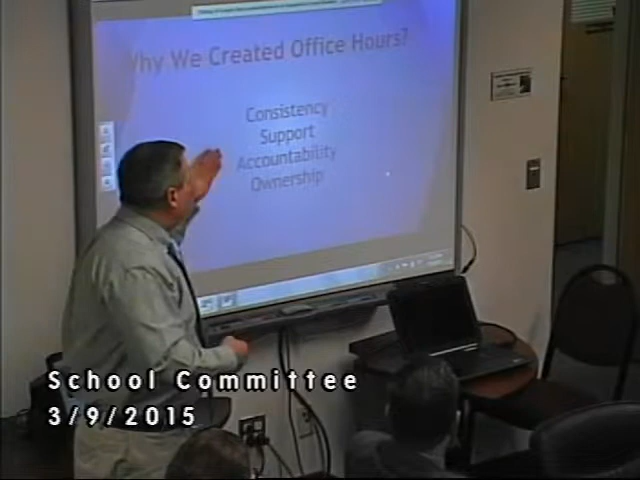 Why We Created Office Hours?
Consistency
Support
Accountability
Ownership
School Committee
3/9/2015